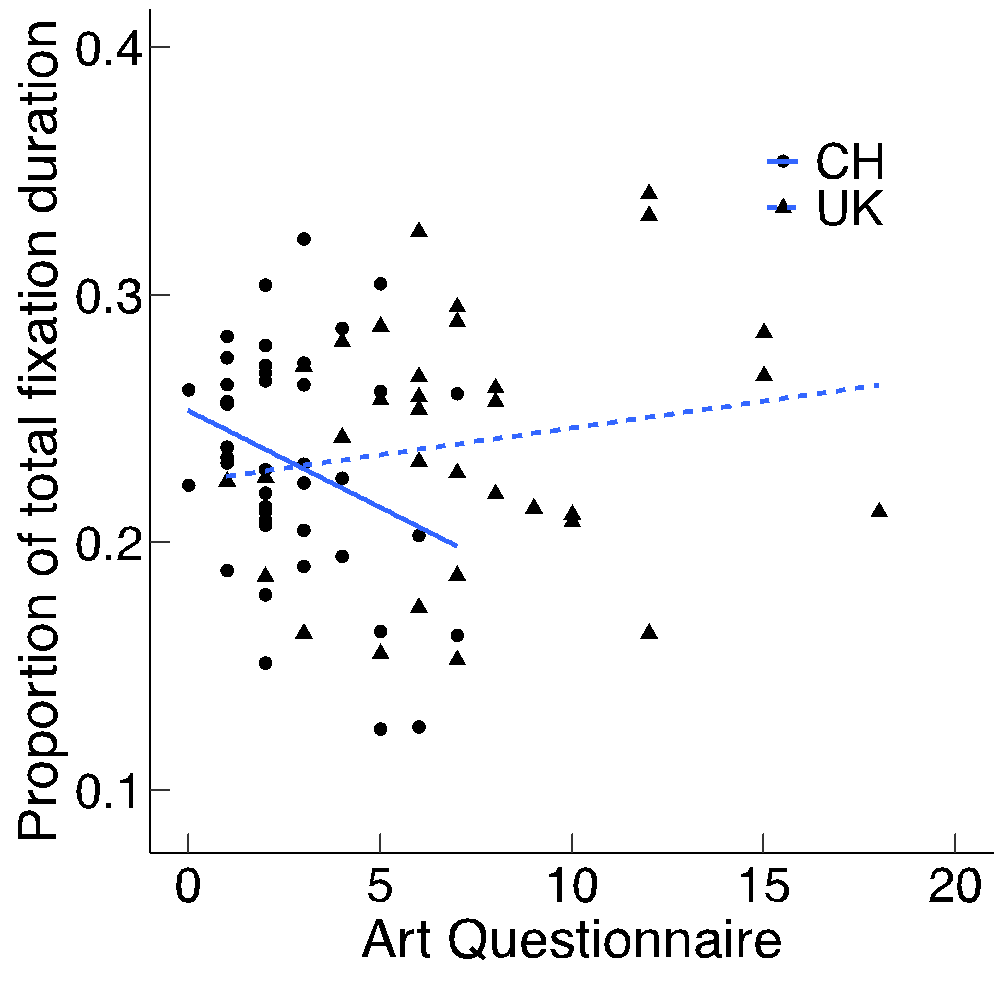 Proportion of total fixation duration
0.4
0.3
0.2
0.1
CH
UK
0 5 10 15 20
Art Questionnaire